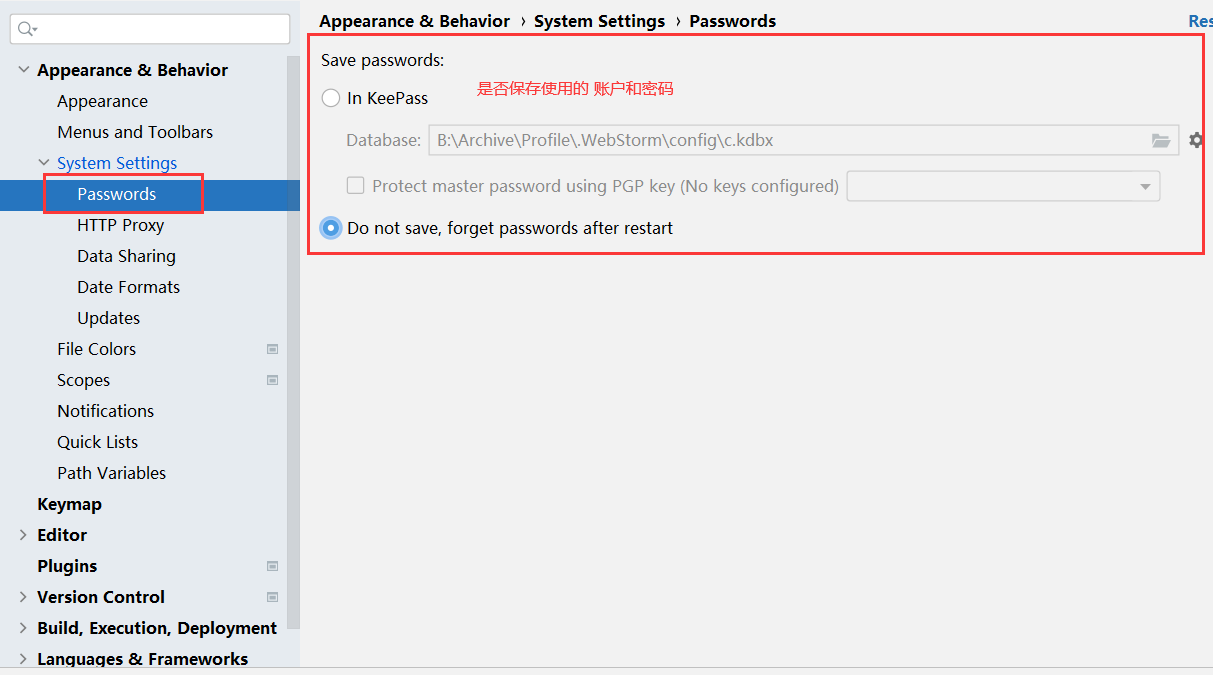 Appearance & Behavior
Appearance
Menus and Toolbars
System Settings
Passwords
HTTP Proxy
Data Sharing
Date Formats
Updates
File Colors
Scopes
Notifications
Quick Lists
Path Variables
Keymap
Editor
Plugins
Version Control
Build, Execution, Deployment
Languages & Frameworks
Appearance & Behavior › System Settings › Passwords
Res
Save passwords:
是否保存使用的 账户和密码
In KeePass
Database: B:\Archive\Profile\.WebStorm\config\c.kdbx
Protect master password using PGP key (No keys configured)
Do not save, forget passwords after restart